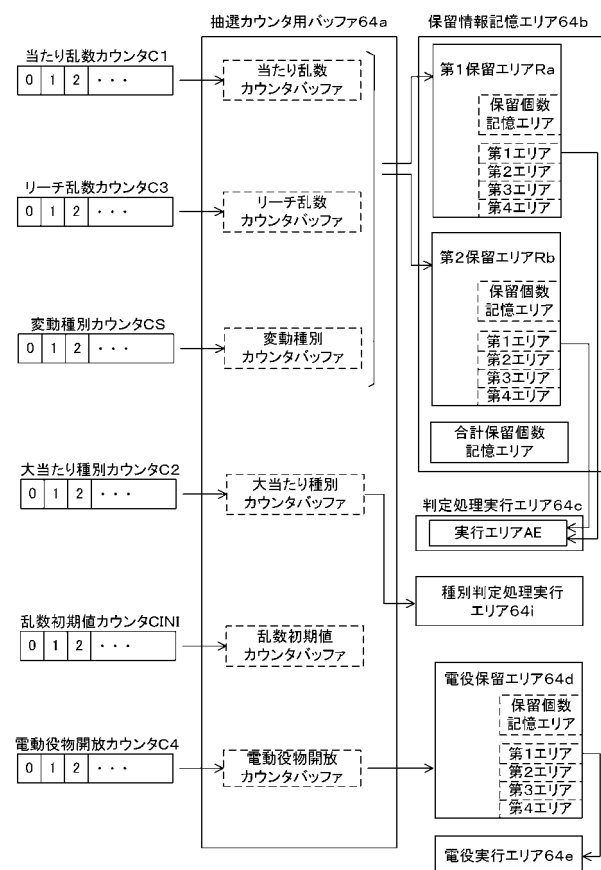 抽選カウンタ用バッファ64a
当たり乱数カウンタC1
0 1 2 ・・・
当たり乱数
カウンタバッファ
リーチ乱数カウンタC3
0 1 2 ・・・
リーチ乱数
カウンタバッファ
変動種別カウンタCS
0 1 2 ・・・
変動種別
カウンタバッファ
大当たり種別カウンタC2
0 1 2 ・・・
大当たり種別
カウンタバッファ
乱数初期値カウンタCINI
0 1 2 ・・・
乱数初期値
カウンタバッファ
電動役物開放カウンタC4
0 1 2 ・・・
電動役物開放
カウンタバッファ
保留情報記憶エリア64b
第1保留エリアRa
保留個数
記憶エリア
第1エリア
第2エリア
第3エリア
第4エリア
第2保留エリアRb
保留個数
記憶エリア
第1エリア
第2エリア
第3エリア
第4エリア
合計保留個数
記憶エリア
判定処理実行エリア64c
実行エリアAE
種別判定処理実行
エリア64i
電役保留エリア64d
保留個数
記憶エリア
第1エリア
第2エリア
第3エリア
第4エリア
電役実行エリア64e